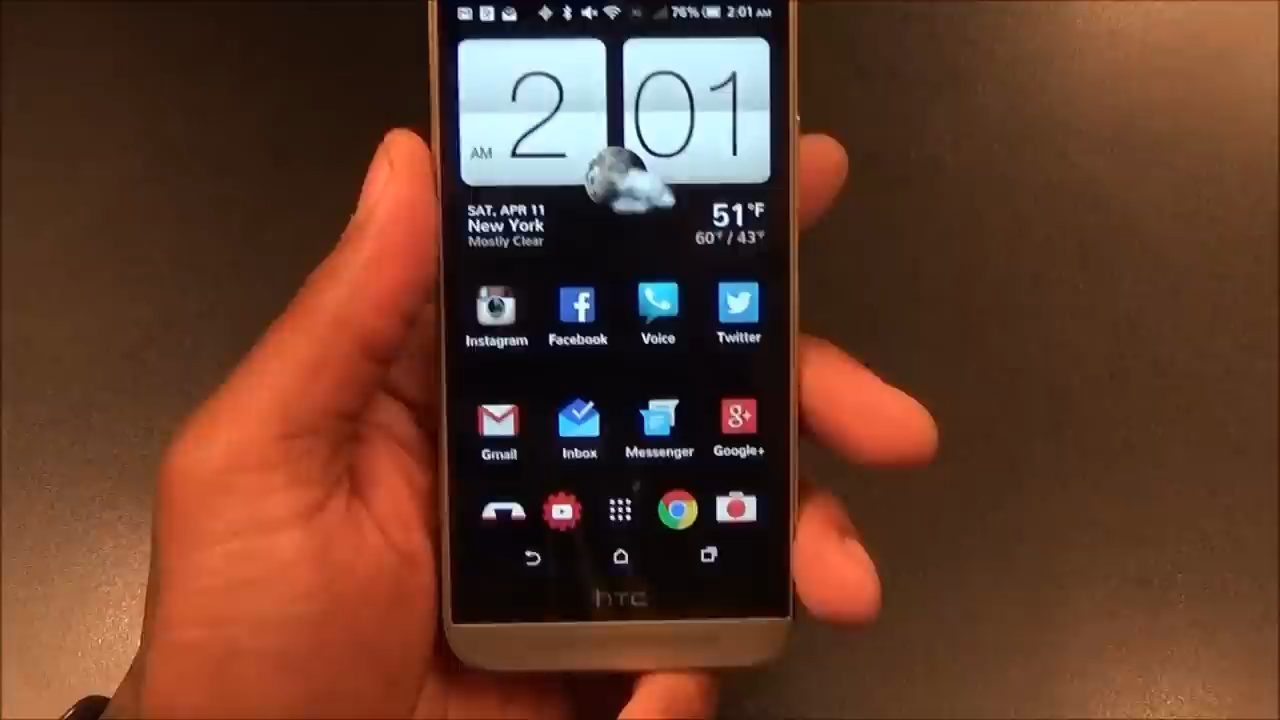 76% 2:01 AM
AM 2 01
SAT, APR 11
New York
Mostly Clear
51°F
60°F / 43°F
Instagram Facebook Voice Twitter
Gmail Inbox Messenger Google+
hTC